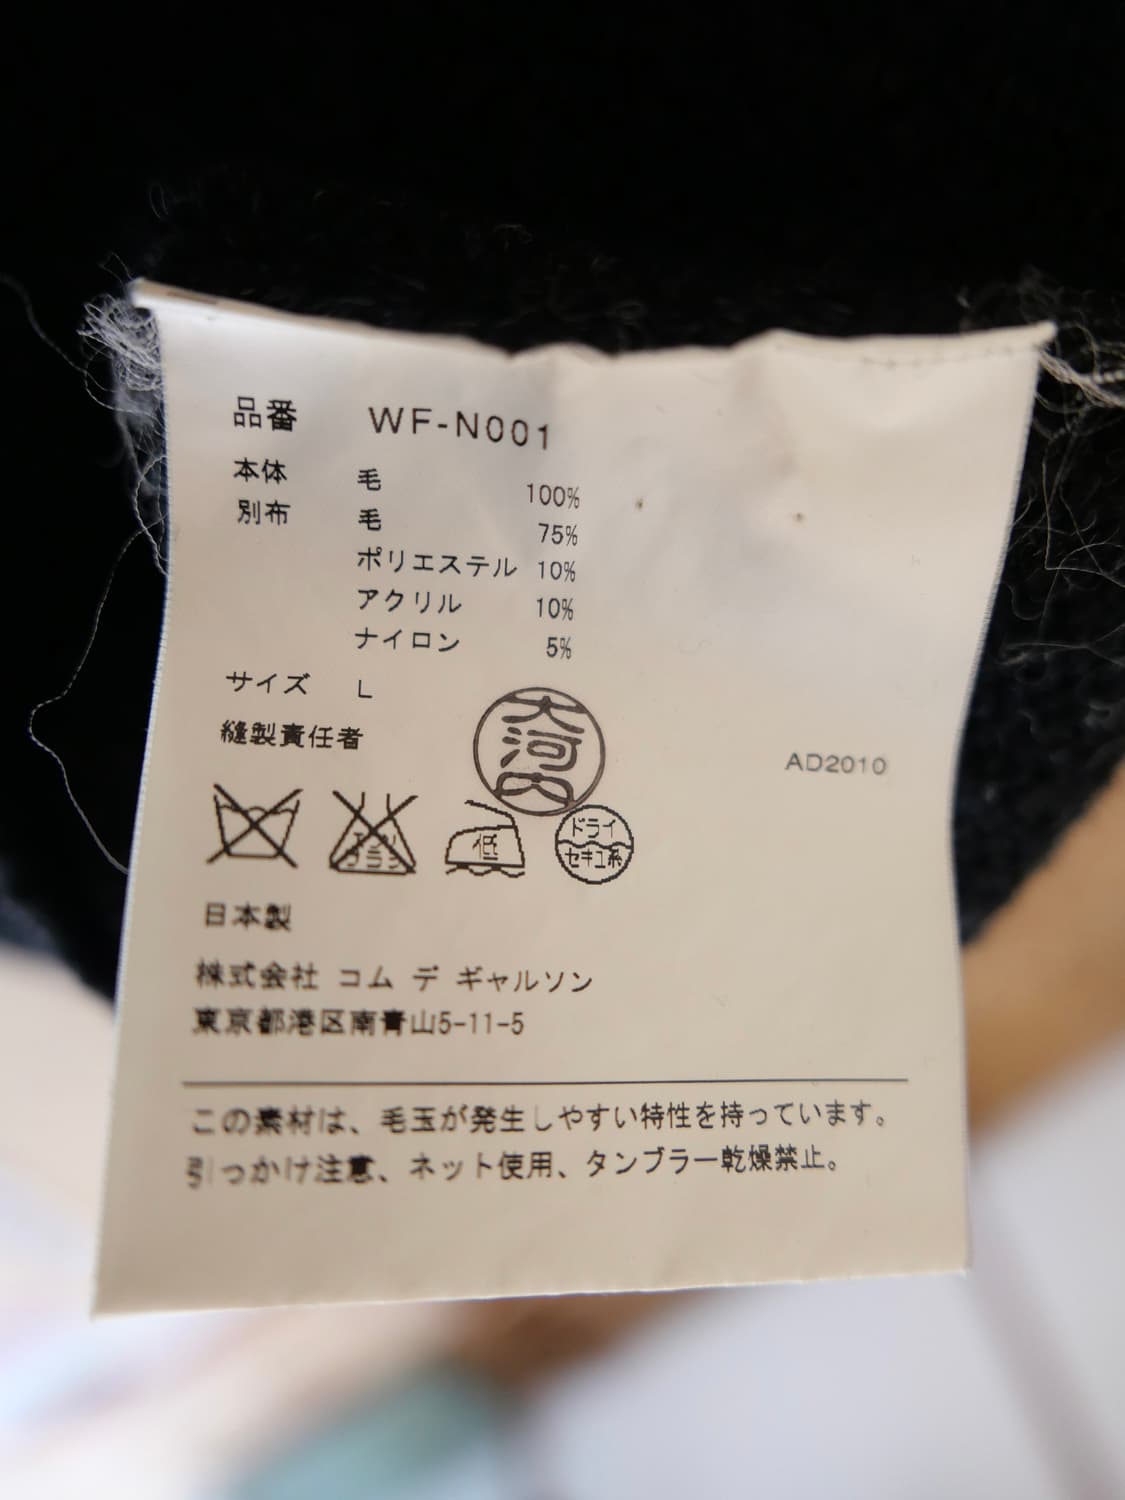 品番 WF-N001
本体 毛 100%
別布 毛 75%
ポリエステル 10%
アクリル 10%
ナイロン 5%
サイズ L
縫製責任者 大河内
AD2010
エンソ
フラシ
低
ドライ
セキユ系
日本製
株式会社 コム デ ギャルソン
東京都港区南青山5-11-5
この素材は、毛玉が発生しやすい特性を持っています。
引っかけ注意、ネット使用、タンブラー乾燥禁止。